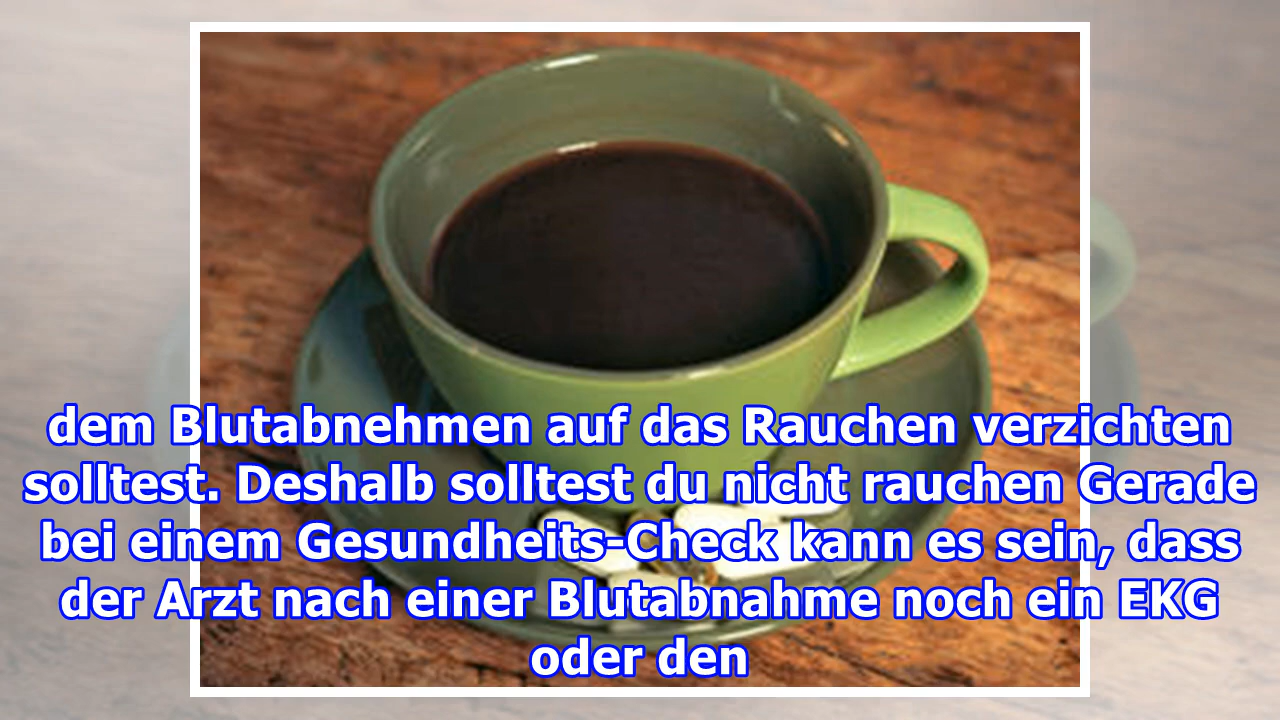 dem Blutabnehmen auf das Rauchen verzichten
solltest. Deshalb solltest du nicht rauchen Gerade
bei einem Gesundheits-Check kann es sein, dass
der Arzt nach einer Blutabnahme noch ein EKG
oder den